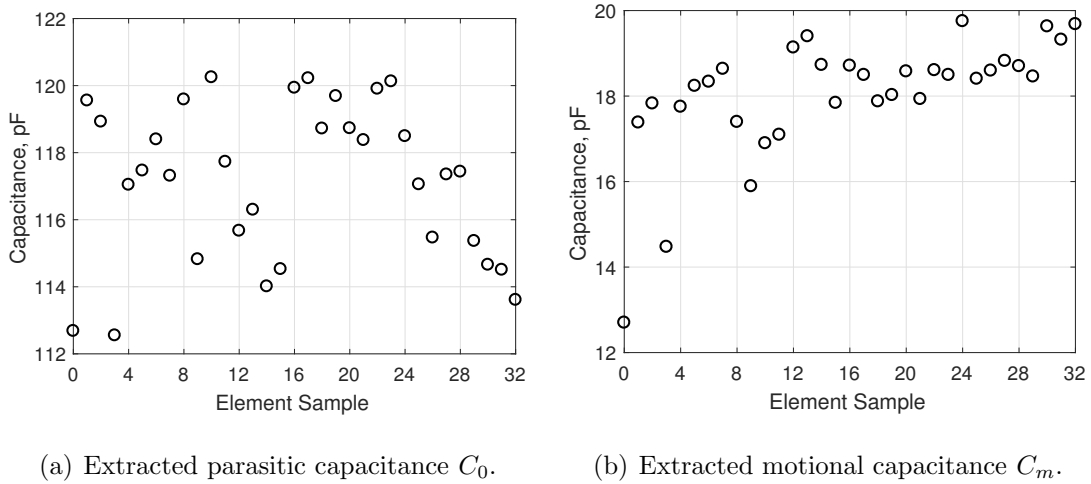 122
120
118
116
114
112
Capacitance, pF
0 4 8 12 16 20 24 28 32
Element Sample
(a) Extracted parasitic capacitance C₀.
20
18
16
14
12
Capacitance, pF
0 4 8 12 16 20 24 28 32
Element Sample
(b) Extracted motional capacitance Cₘ.